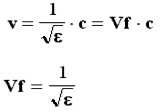 v = 1/√ε · c = Vf · c
Vf = 1/√ε